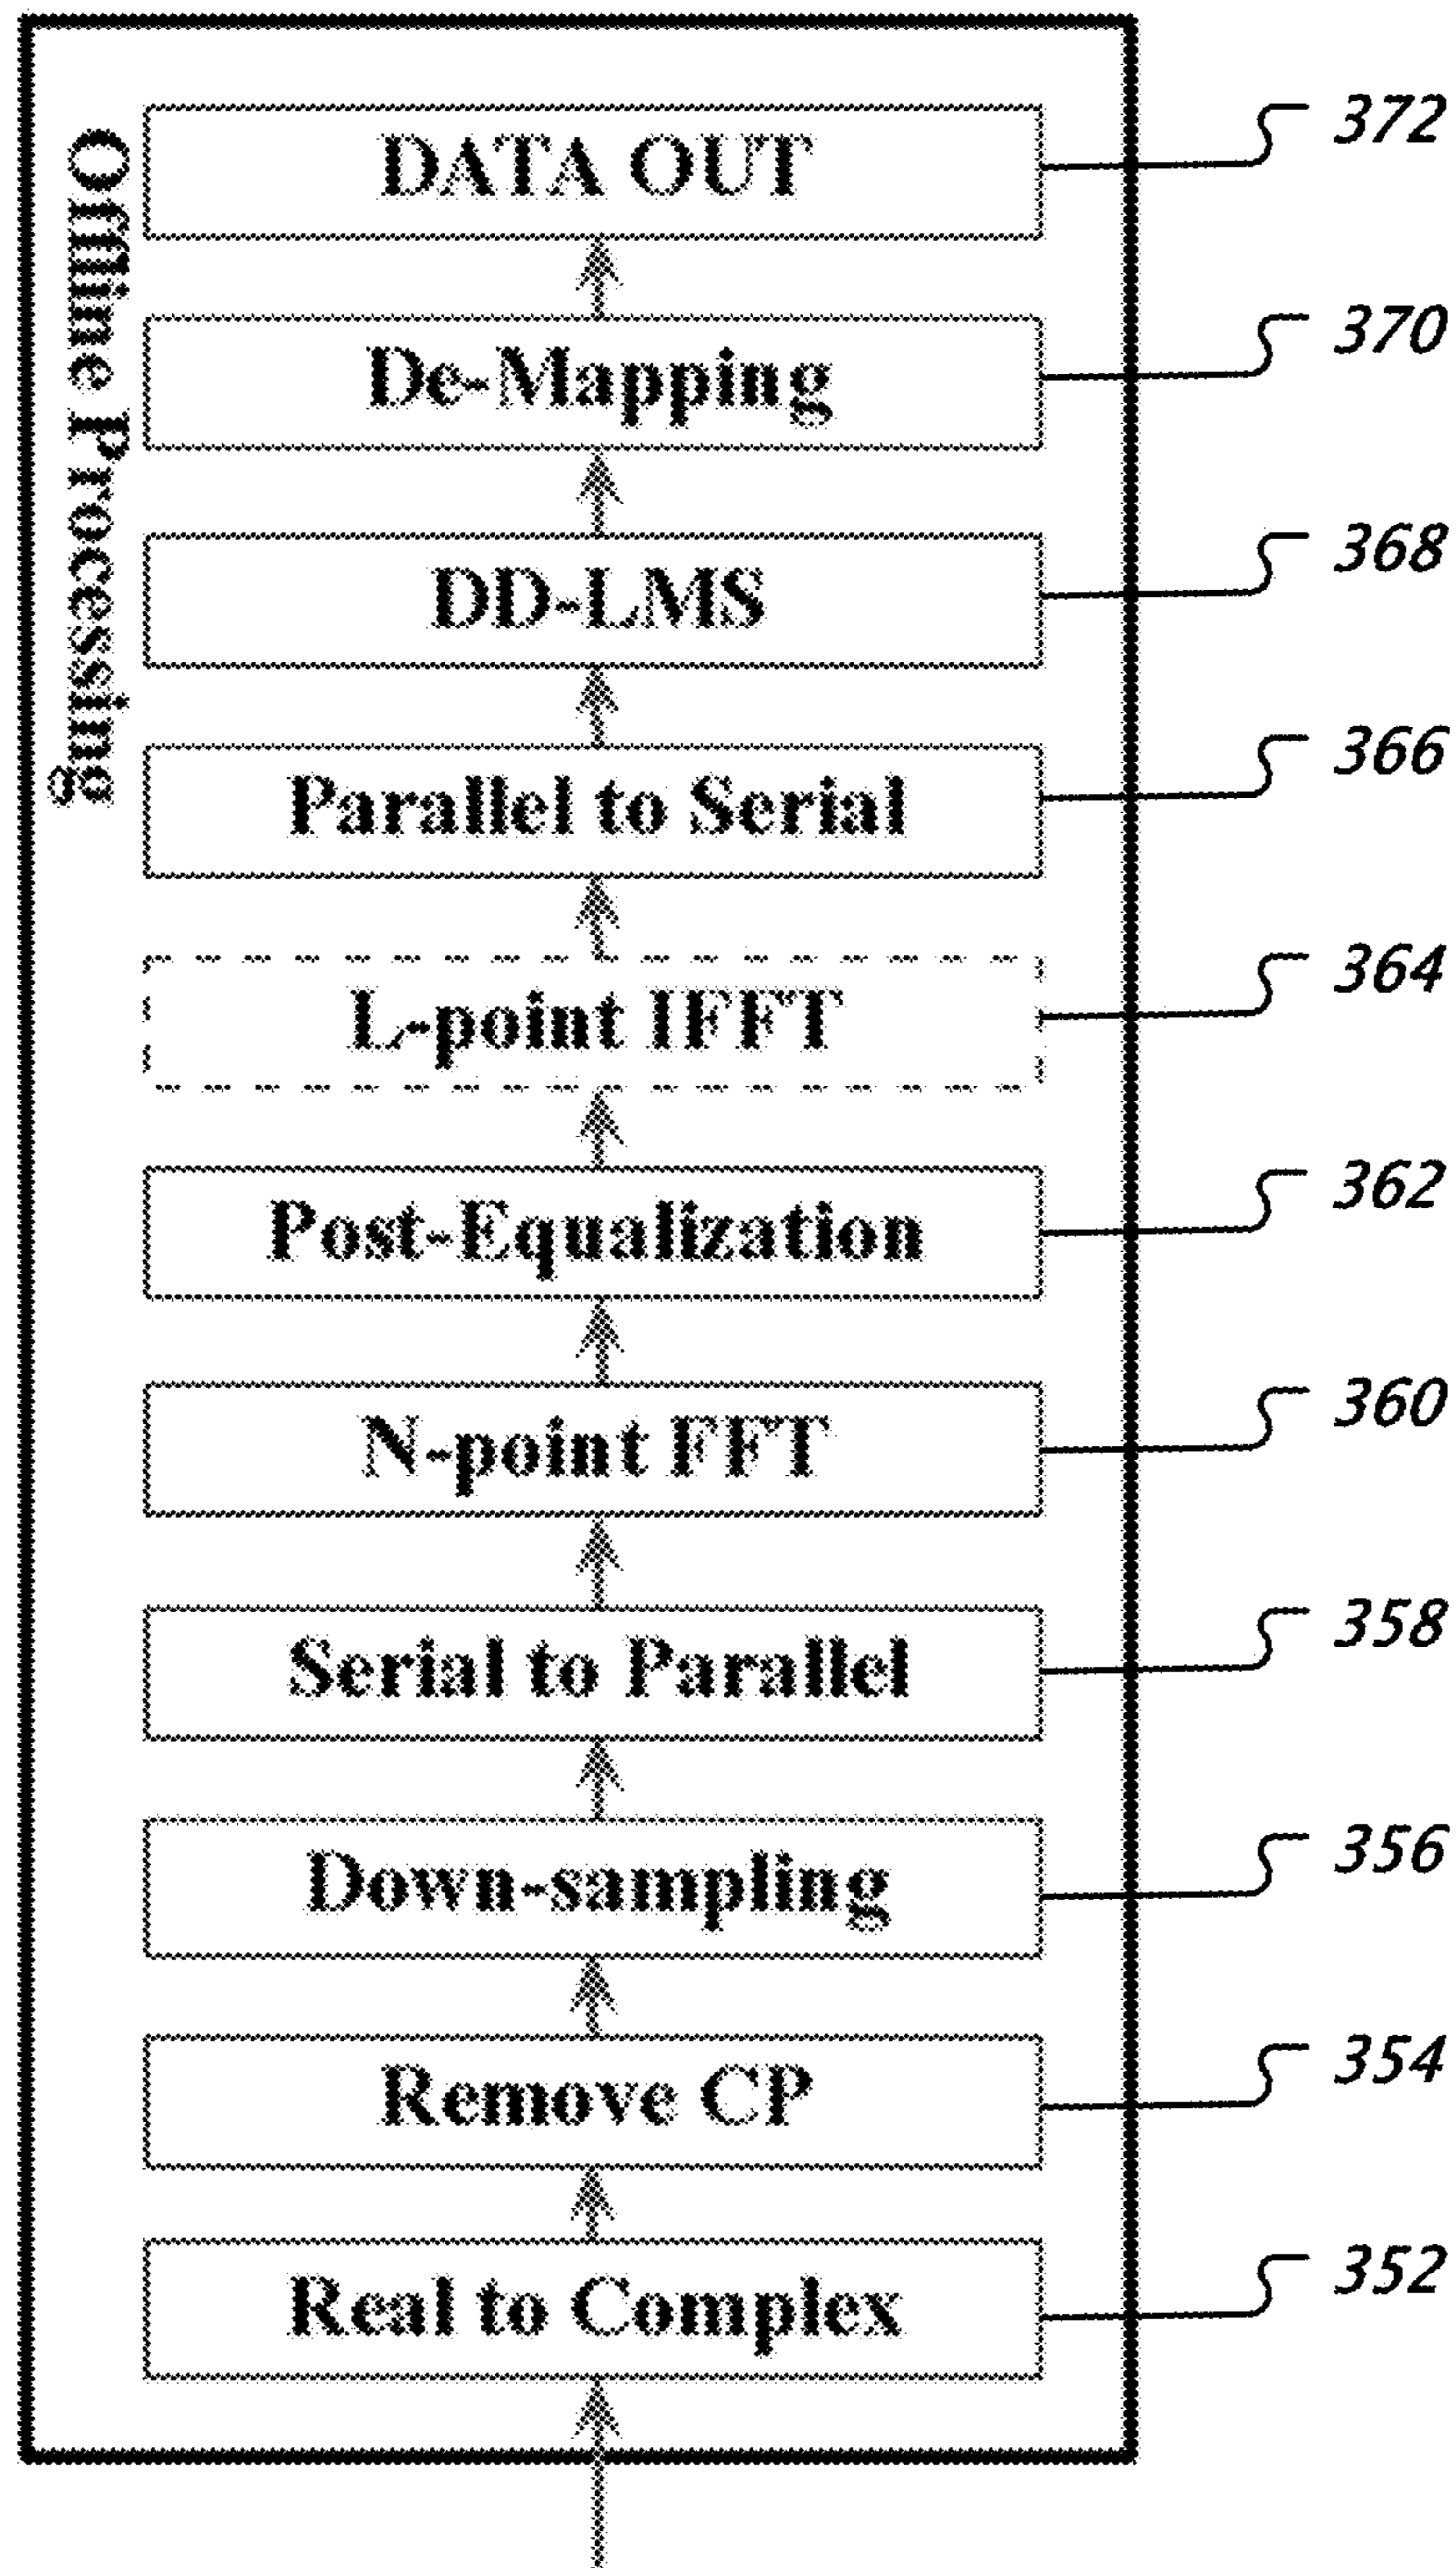 Offline Processing
DATA OUT
372
De-Mapping
370
DD-LMS
368
Parallel to Serial
366
L-point IFFT
364
Post-Equalization
362
N-point FFT
360
Serial to Parallel
358
Down-sampling
356
Remove CP
354
Real to Complex
352